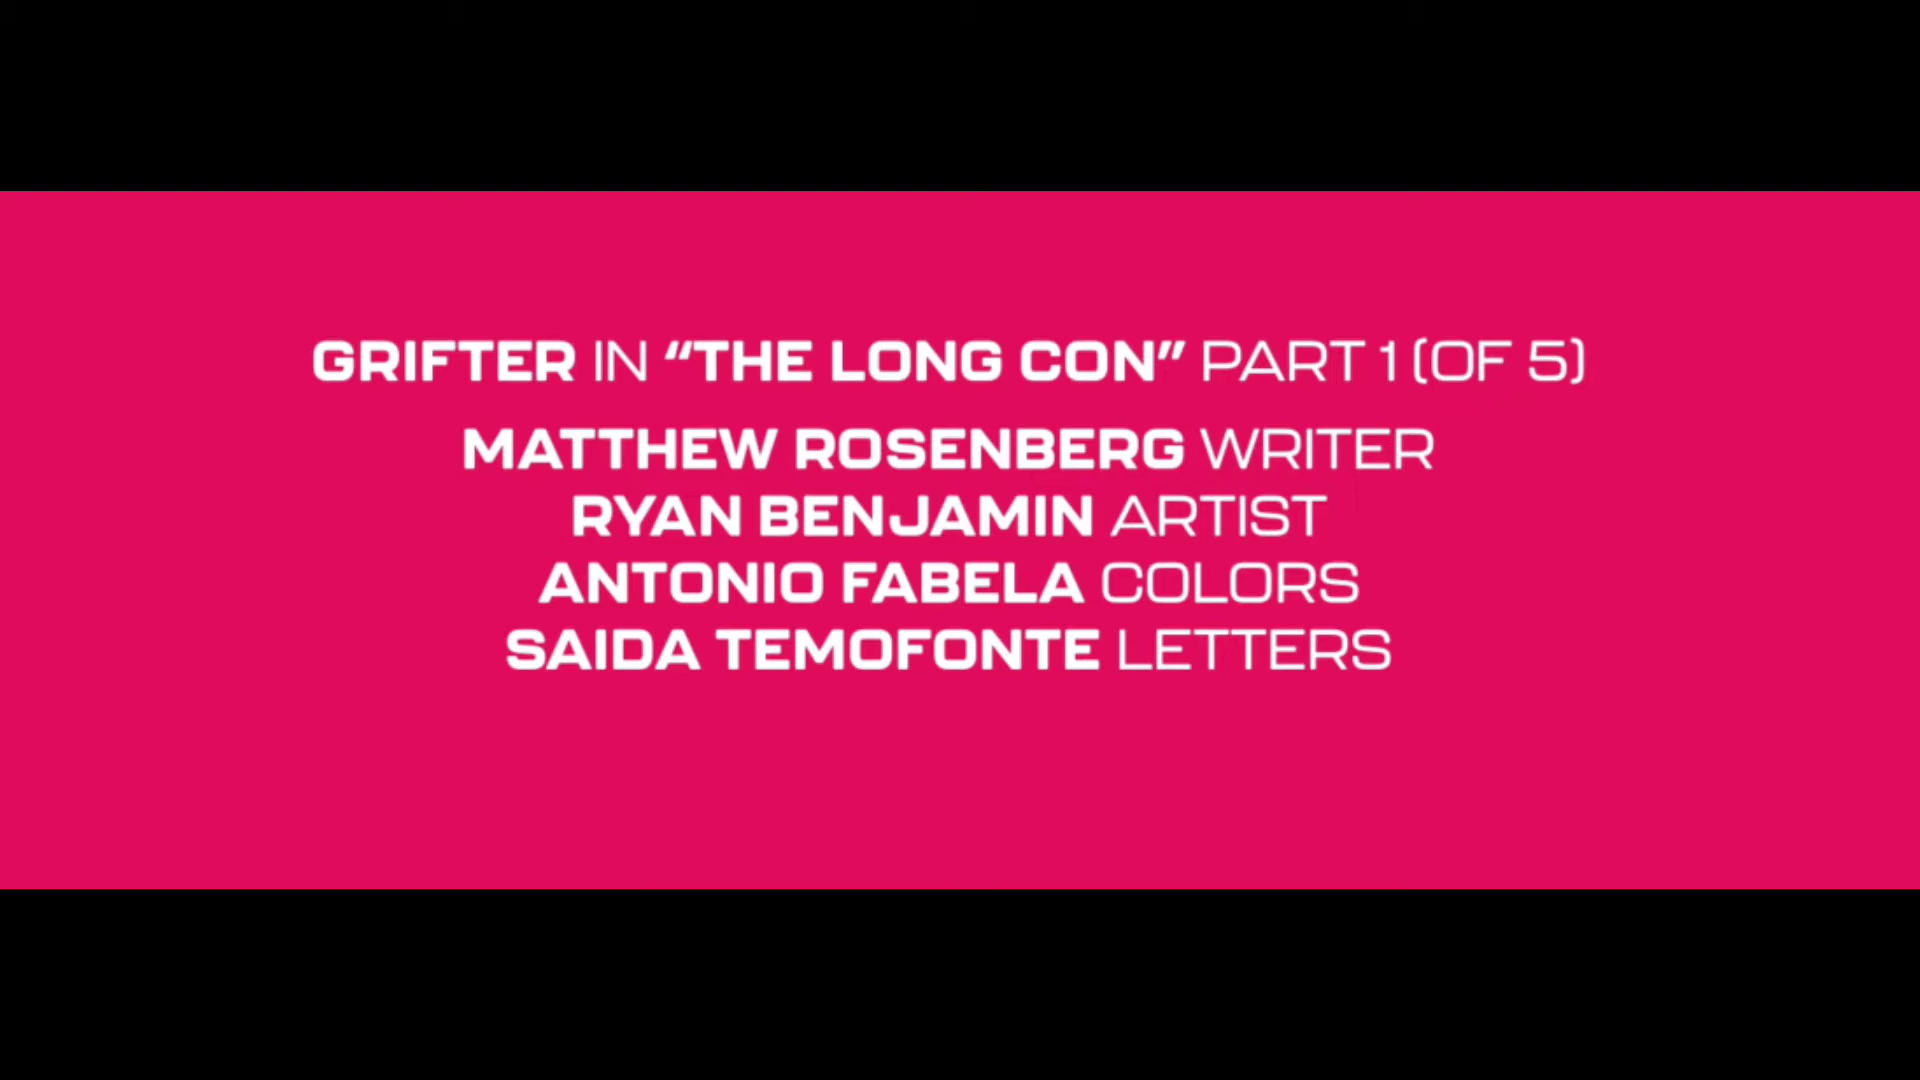 GRIFTER IN “THE LONG CON” PART 1 (OF 5)
MATTHEW ROSENBERG WRITER
RYAN BENJAMIN ARTIST
ANTONIO FABELA COLORS
SAIDA TEMOFONTE LETTERS